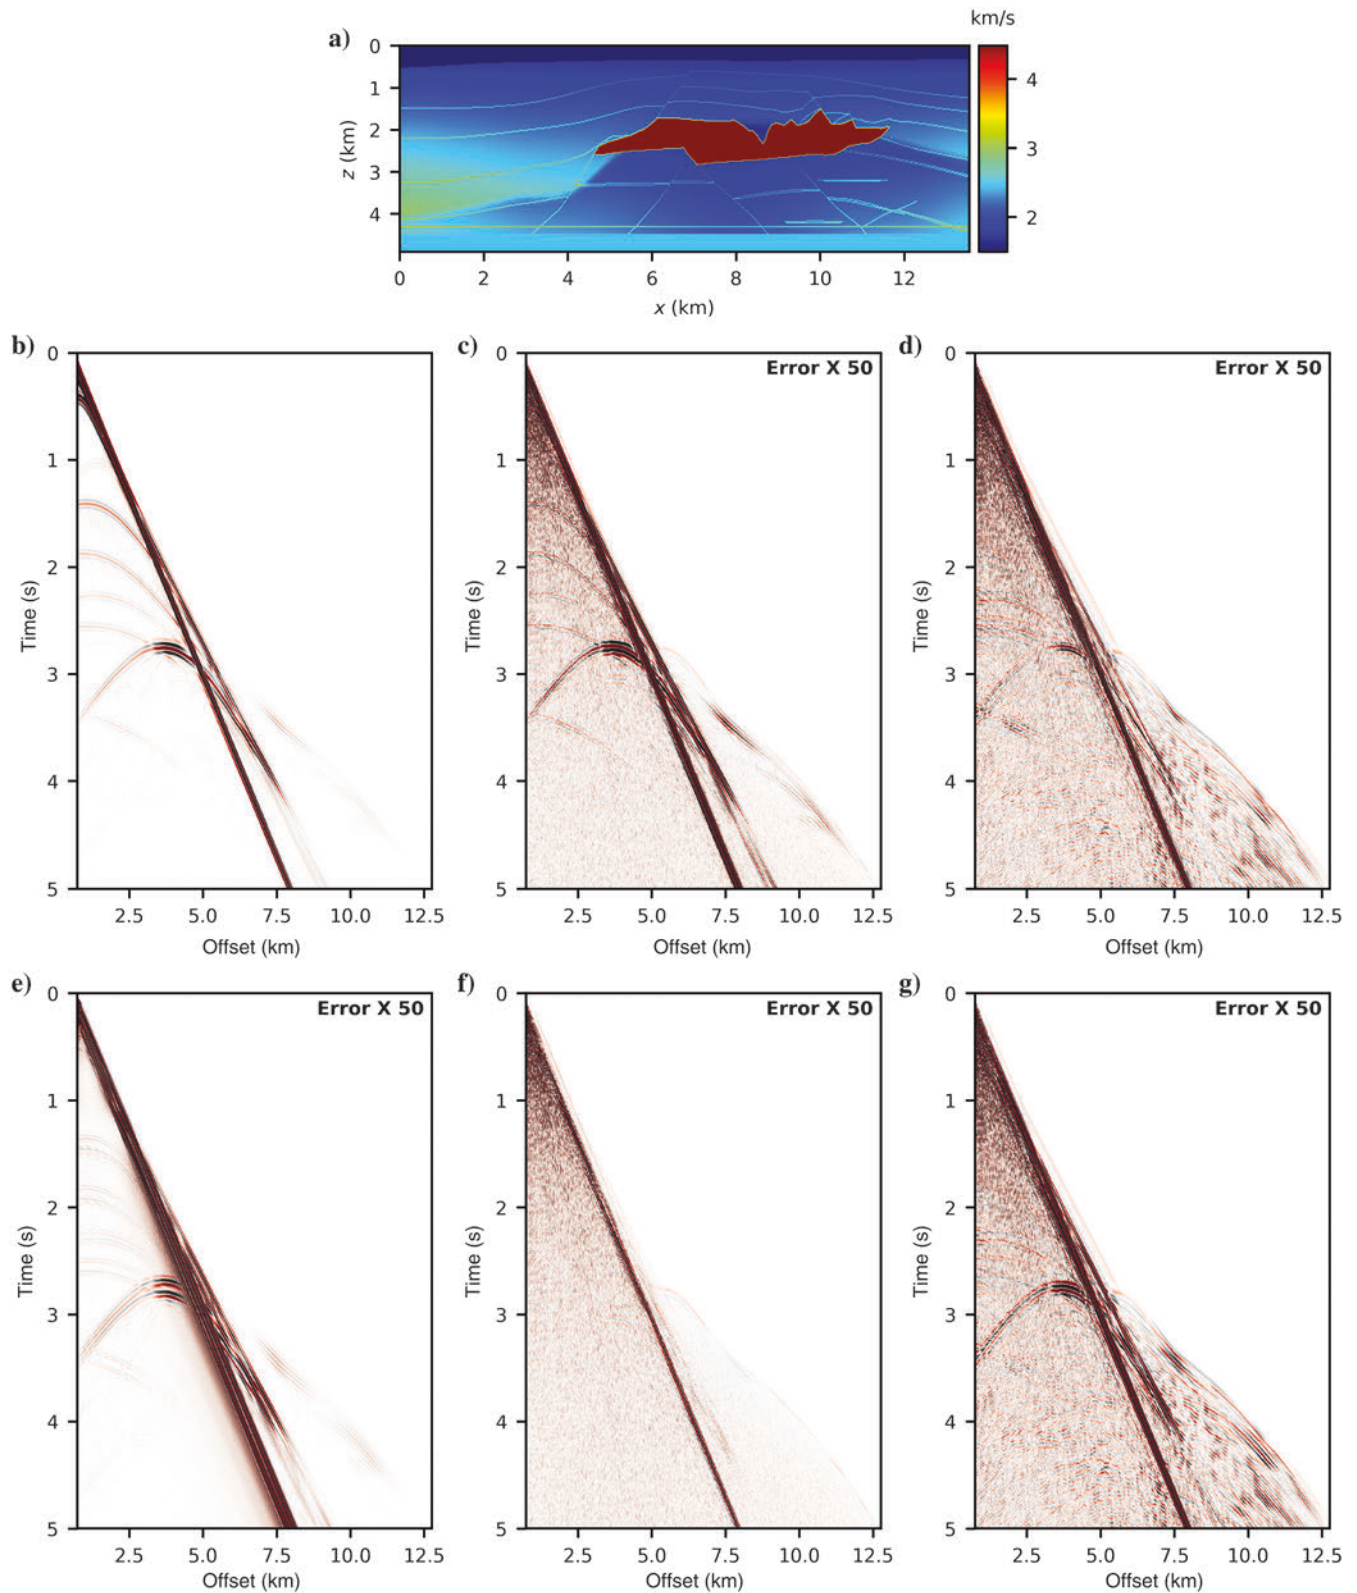 km/s
a)
0
1
2
3
4
z (km)
4
3
2
0 2 4 6 8 10 12
x (km)
b) c) d)
0 0 0
Error X 50 Error X 50
1 1 1
2 2 2
Time (s) Time (s) Time (s)
3 3 3
4 4 4
5 5 5
2.5 5.0 7.5 10.0 12.5 2.5 5.0 7.5 10.0 12.5 2.5 5.0 7.5 10.0 12.5
Offset (km) Offset (km) Offset (km)
e) f) g)
0 0 0
Error X 50 Error X 50 Error X 50
1 1 1
2 2 2
Time (s) Time (s) Time (s)
3 3 3
4 4 4
5 5 5
2.5 5.0 7.5 10.0 12.5 2.5 5.0 7.5 10.0 12.5 2.5 5.0 7.5 10.0 12.5
Offset (km) Offset (km) Offset (km)